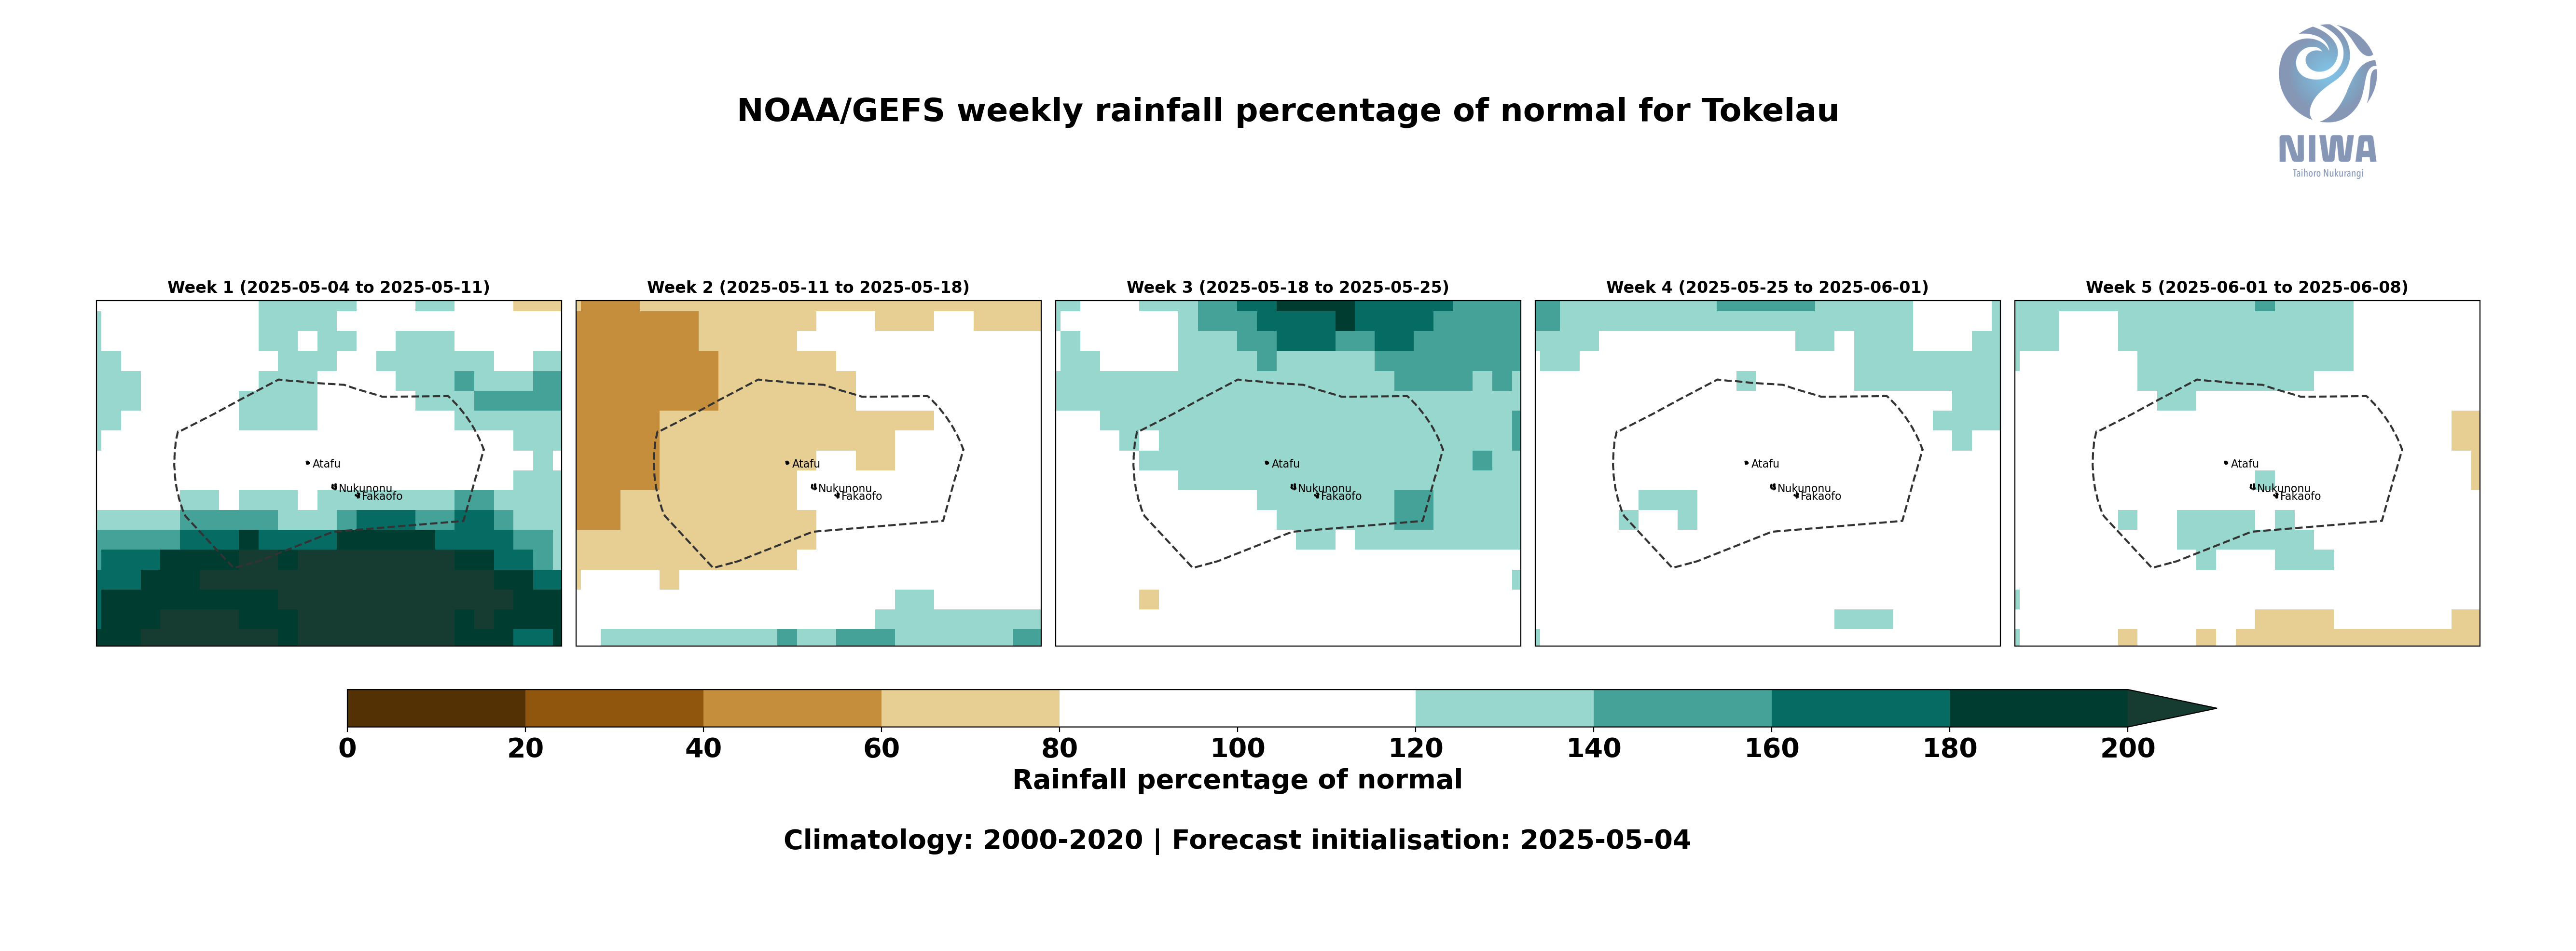 NOAA/GEFS weekly rainfall percentage of normal for Tokelau
NIWA
Taihoro Nukurangi
Week 1 (2025-05-04 to 2025-05-11)
Week 2 (2025-05-11 to 2025-05-18)
Week 3 (2025-05-18 to 2025-05-25)
Week 4 (2025-05-25 to 2025-06-01)
Week 5 (2025-06-01 to 2025-06-08)
Atafu
Nukunonu
Fakaofo
Atafu
Nukunonu
Fakaofo
Atafu
Nukunonu
Fakaofo
Atafu
Nukunonu
Fakaofo
Atafu
Nukunonu
Fakaofo
0 20 40 60 80 100 120 140 160 180 200
Rainfall percentage of normal
Climatology: 2000-2020 | Forecast initialisation: 2025-05-04